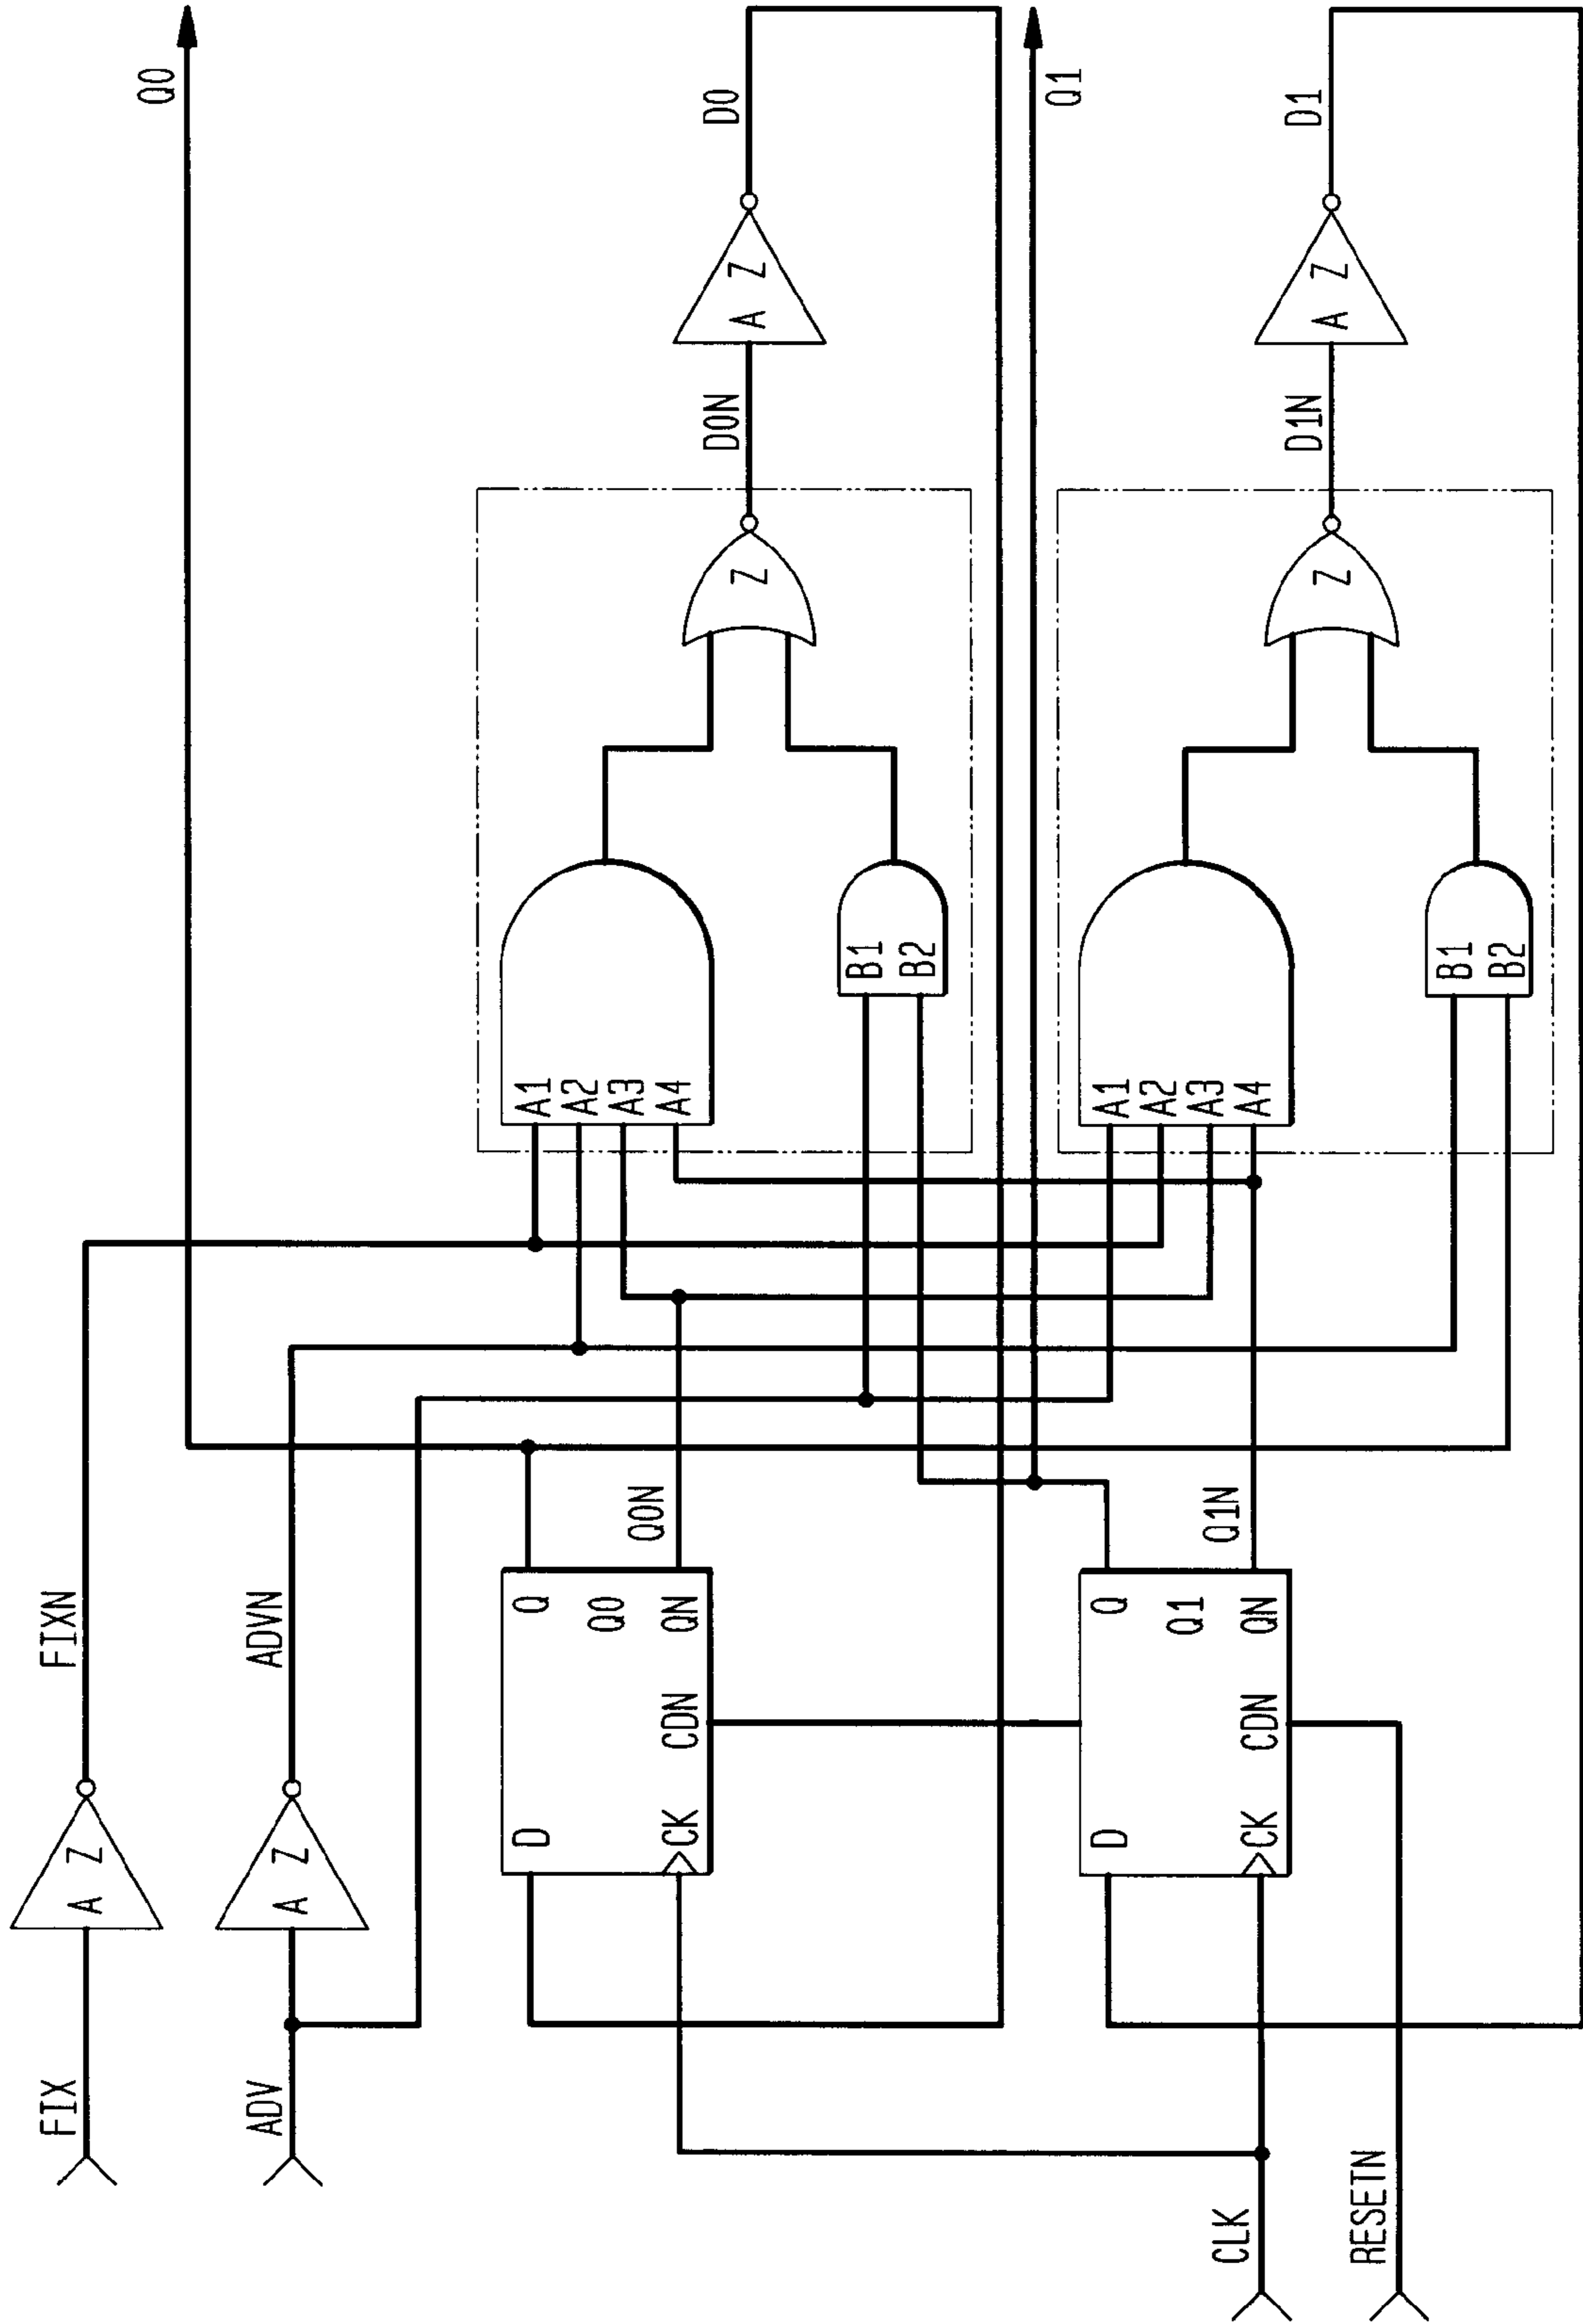 FIX
A Z
FIXN
Q0
ADV
A Z
ADVN
D
Q
Q0
CK
CDN
QN
Q0N
A1
A2
A3
A4
B1
B2
Z
D0N
A Z
D0
Q1
D
Q
Q1
CK
CDN
QN
Q1N
A1
A2
A3
A4
B1
B2
Z
D1N
A Z
D1
CLK
RESETN